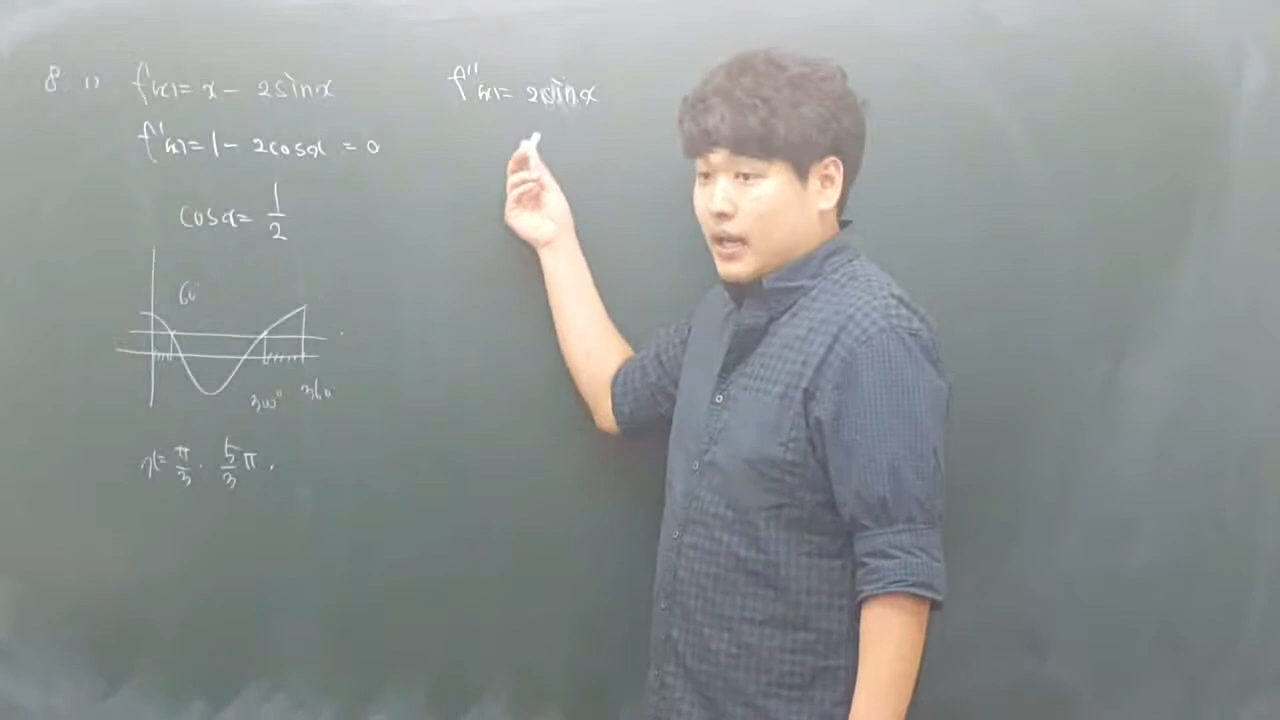 8. 1) f(x) = x - 2sinx
f'(x) = 1 - 2cosx = 0
cosx = 1/2
60°
300° 360°
x = π/3 . 5/3 π .
f''(x) = 2sinx